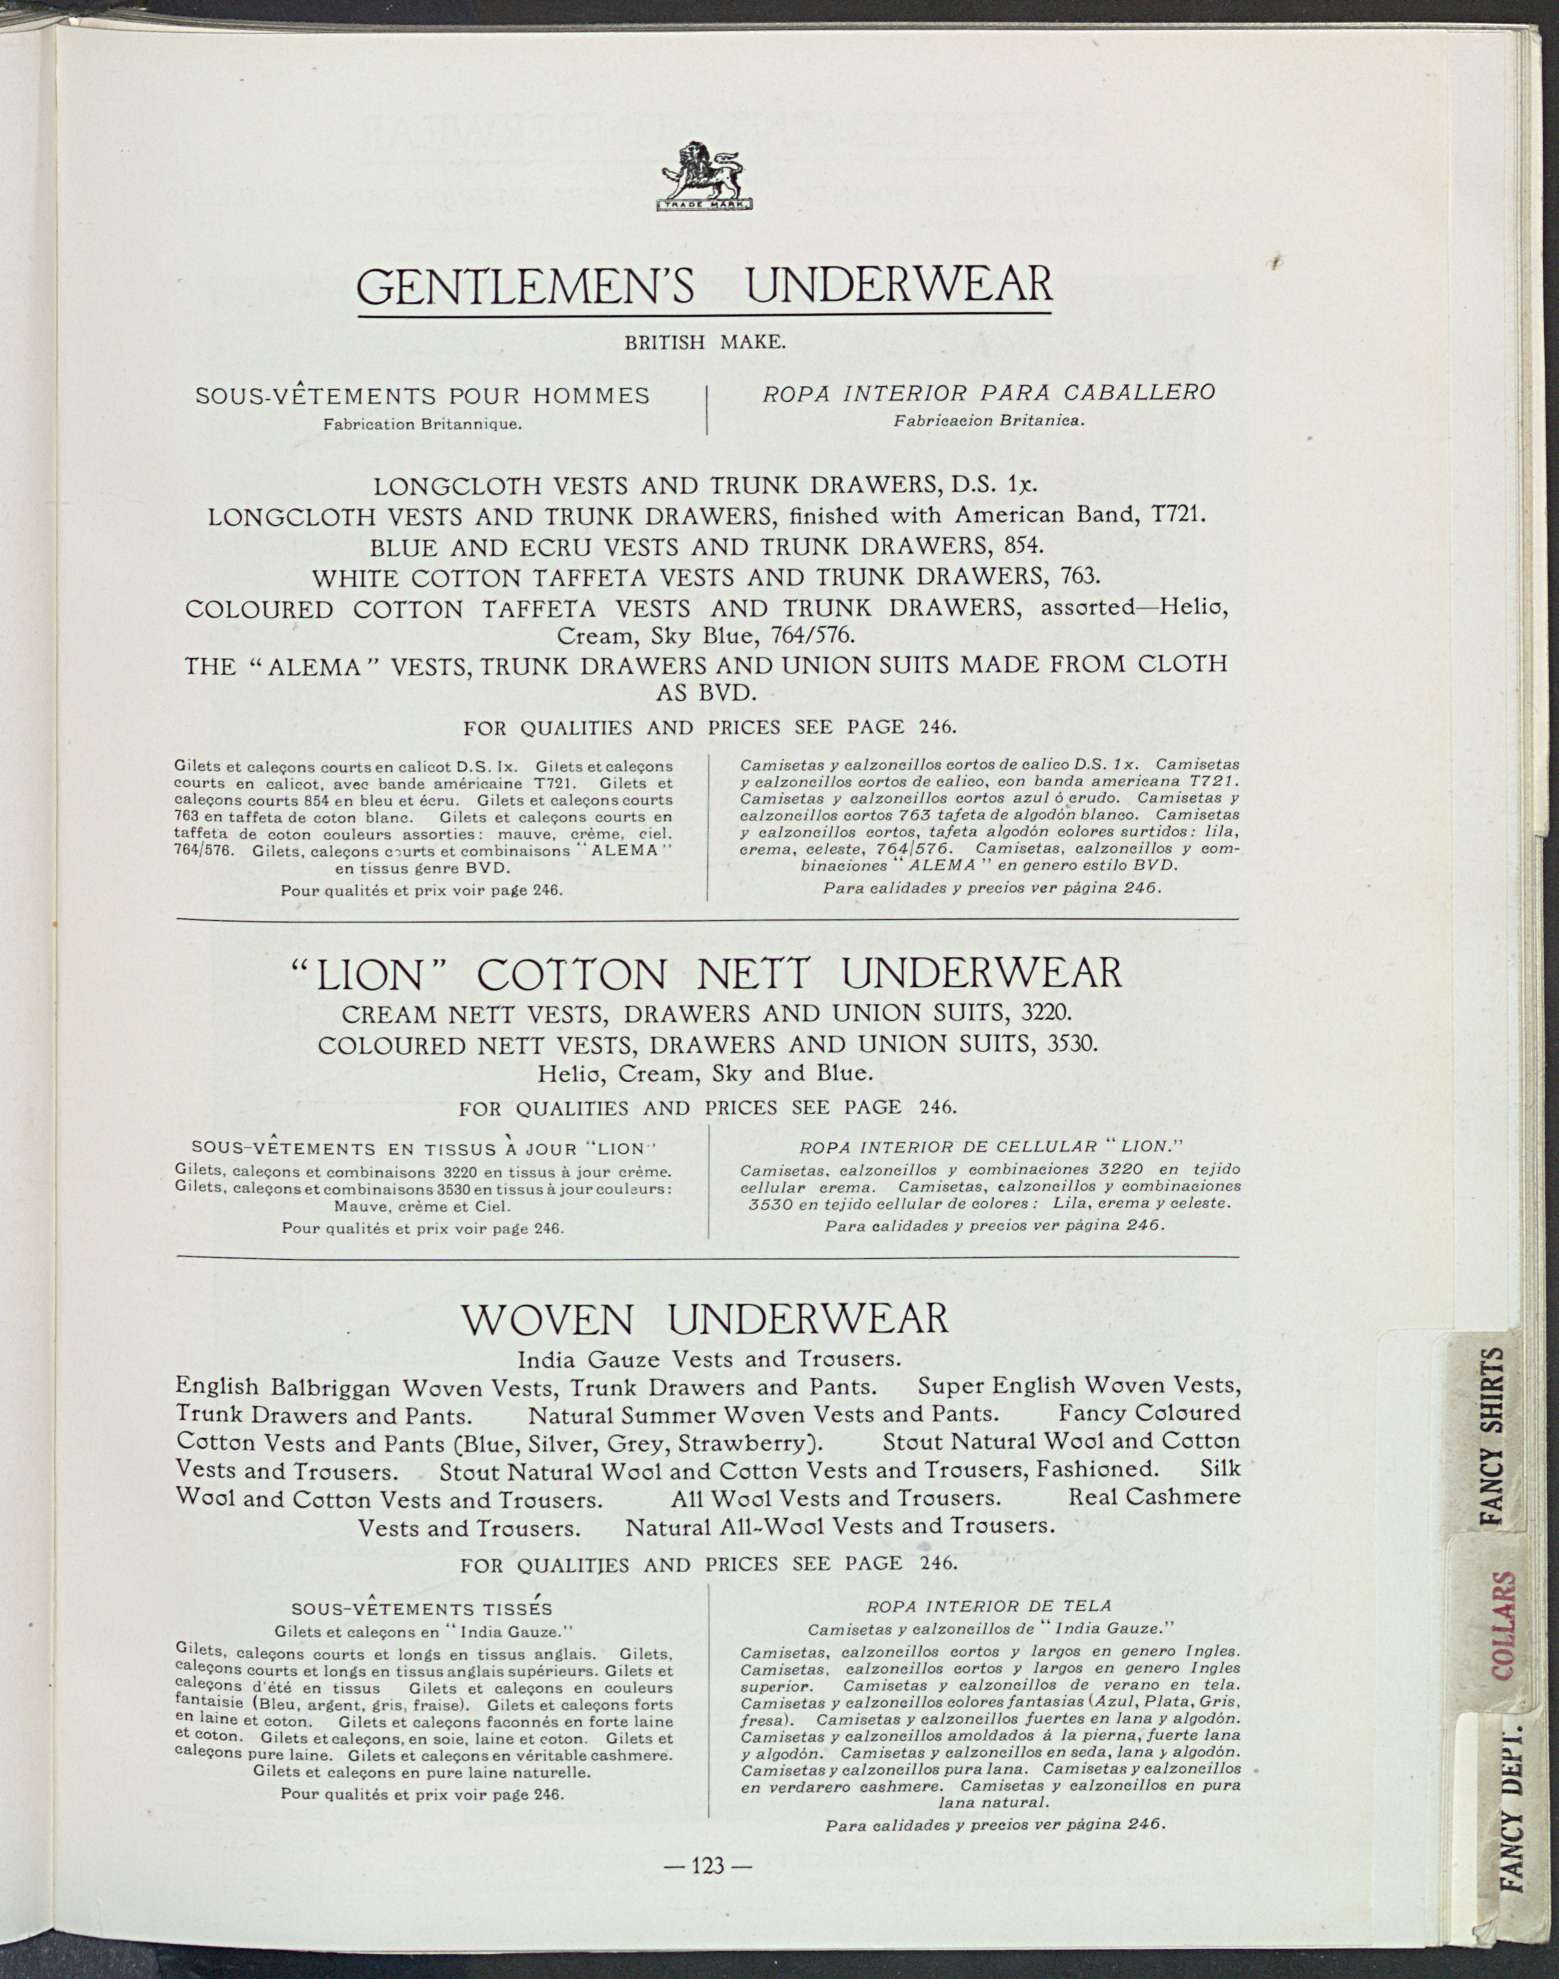 TRADE MARK.
GENTLEMEN'S UNDERWEAR
BRITISH MAKE.
SOUS-VÊTEMENTS POUR HOMMES
Fabrication Britannique.
ROPA INTERIOR PARA CABALLERO
Fabricacion Britanica.
LONGCLOTH VESTS AND TRUNK DRAWERS, D.S. 1x.
LONGCLOTH VESTS AND TRUNK DRAWERS, finished with American Band, T721.
BLUE AND ECRU VESTS AND TRUNK DRAWERS, 854.
WHITE COTTON TAFFETA VESTS AND TRUNK DRAWERS, 763.
COLOURED COTTON TAFFETA VESTS AND TRUNK DRAWERS, assorted—Helio,
Cream, Sky Blue, 764/576.
THE "ALEMA" VESTS, TRUNK DRAWERS AND UNION SUITS MADE FROM CLOTH
AS BVD.
FOR QUALITIES AND PRICES SEE PAGE 246.
Gilets et caleçons courts en calicot D.S. 1x. Gilets et caleçons
courts en calicot, avec bande américaine T721. Gilets et
caleçons courts 854 en bleu et écru. Gilets et caleçons courts
763 en taffeta de coton blanc. Gilets et caleçons courts en
taffeta de coton couleurs assorties: mauve, crème, ciel.
764/576. Gilets, caleçons courts et combinaisons "ALEMA"
en tissus genre BVD.
Pour qualités et prix voir page 246.
Camisetas y calzoncillos cortos de calico D.S. 1x. Camisetas
y calzoncillos cortos de calico, con banda americana T721.
Camisetas y calzoncillos cortos azul ó crudo. Camisetas y
calzoncillos cortos 763 tafeta de algodón blanco. Camisetas
y calzoncillos cortos, tafeta algodón colores surtidos: lila,
crema, celeste, 764/576. Camisetas, calzoncillos y com-
binaciones "ALEMA" en genero estilo BVD.
Para calidades y precios ver página 246.
"LION" COTTON NETT UNDERWEAR
CREAM NETT VESTS, DRAWERS AND UNION SUITS, 3220.
COLOURED NETT VESTS, DRAWERS AND UNION SUITS, 3530.
Helio, Cream, Sky and Blue.
FOR QUALITIES AND PRICES SEE PAGE 246.
SOUS-VÊTEMENTS EN TISSUS À JOUR "LION"
Gilets, caleçons et combinaisons 3220 en tissus à jour crème.
Gilets, caleçons et combinaisons 3530 en tissus à jour couleurs:
Mauve, crème et Ciel.
Pour qualités et prix voir page 246.
ROPA INTERIOR DE CELLULAR "LION."
Camisetas, calzoncillos y combinaciones 3220 en tejido
cellular crema. Camisetas, calzoncillos y combinaciones
3530 en tejido cellular de colores: Lila, crema y celeste.
Para calidades y precios ver página 246.
WOVEN UNDERWEAR
India Gauze Vests and Trousers.
English Balbriggan Woven Vests, Trunk Drawers and Pants. Super English Woven Vests,
Trunk Drawers and Pants. Natural Summer Woven Vests and Pants. Fancy Coloured
Cotton Vests and Pants (Blue, Silver, Grey, Strawberry). Stout Natural Wool and Cotton
Vests and Trousers. Stout Natural Wool and Cotton Vests and Trousers, Fashioned. Silk
Wool and Cotton Vests and Trousers. All Wool Vests and Trousers. Real Cashmere
Vests and Trousers. Natural All-Wool Vests and Trousers.
FOR QUALITIES AND PRICES SEE PAGE 246.
SOUS-VÊTEMENTS TISSÉS
Gilets et caleçons en "India Gauze."
Gilets, caleçons courts et longs en tissus anglais. Gilets,
caleçons courts et longs en tissus anglais supérieurs. Gilets et
caleçons d'été en tissus Gilets et caleçons en couleurs
fantaisie (Bleu, argent, gris, fraise). Gilets et caleçons forts
en laine et coton. Gilets et caleçons faconnés en forte laine
et coton. Gilets et caleçons, en soie, laine et coton. Gilets et
caleçons pure laine. Gilets et caleçons en véritable cashmere.
Gilets et caleçons en pure laine naturelle.
Pour qualités et prix voir page 246.
ROPA INTERIOR DE TELA
Camisetas y calzoncillos de "India Gauze."
Camisetas, calzoncillos cortos y largos en genero Ingles.
Camisetas, calzoncillos cortos y largos en genero Ingles
superior. Camisetas y calzoncillos de verano en tela.
Camisetas y calzoncillos colores fantasias (Azul, Plata, Gris,
fresa). Camisetas y calzoncillos fuertes en lana y algodón.
Camisetas y calzoncillos amoldados á la pierna, fuerte lana
y algodón. Camisetas y calzoncillos en seda, lana y algodón.
Camisetas y calzoncillos pura lana. Camisetas y calzoncillos
en verdarero cashmere. Camisetas y calzoncillos en pura
lana natural.
Para calidades y precios ver página 246.
— 123 —
FANCY SHIRTS
COLLARS
FANCY DEPT.